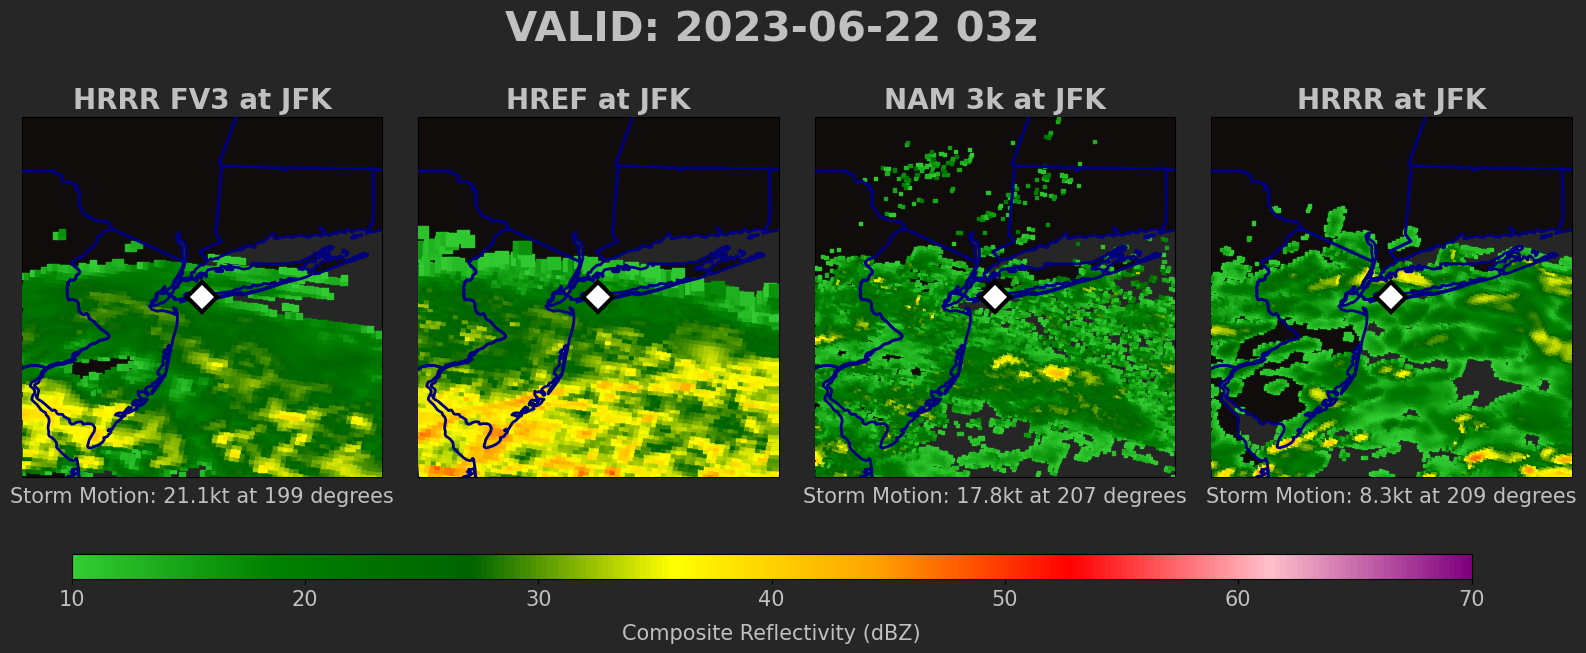 VALID: 2023-06-22 03z
HRRR FV3 at JFK
HREF at JFK
NAM 3k at JFK
HRRR at JFK
Storm Motion: 21.1kt at 199 degrees
Storm Motion: 17.8kt at 207 degrees
Storm Motion: 8.3kt at 209 degrees
10 20 30 40 50 60 70
Composite Reflectivity (dBZ)